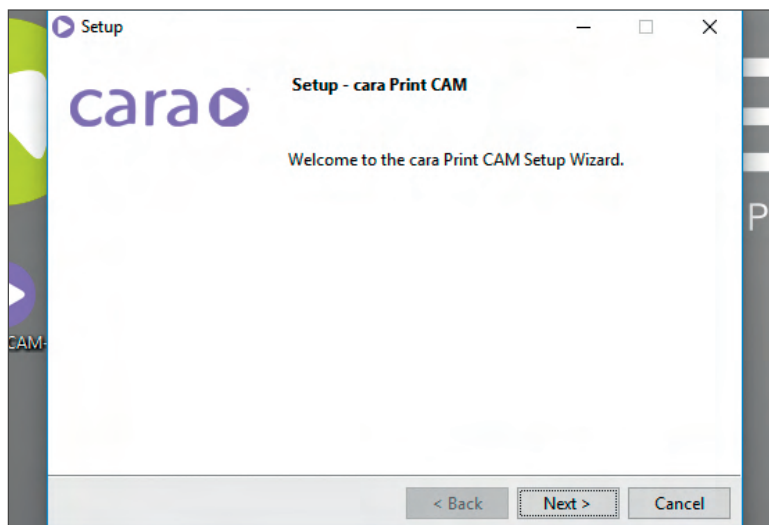 Setup
cara
Setup - cara Print CAM
Welcome to the cara Print CAM Setup Wizard.
P
CAM-
< Back Next > Cancel